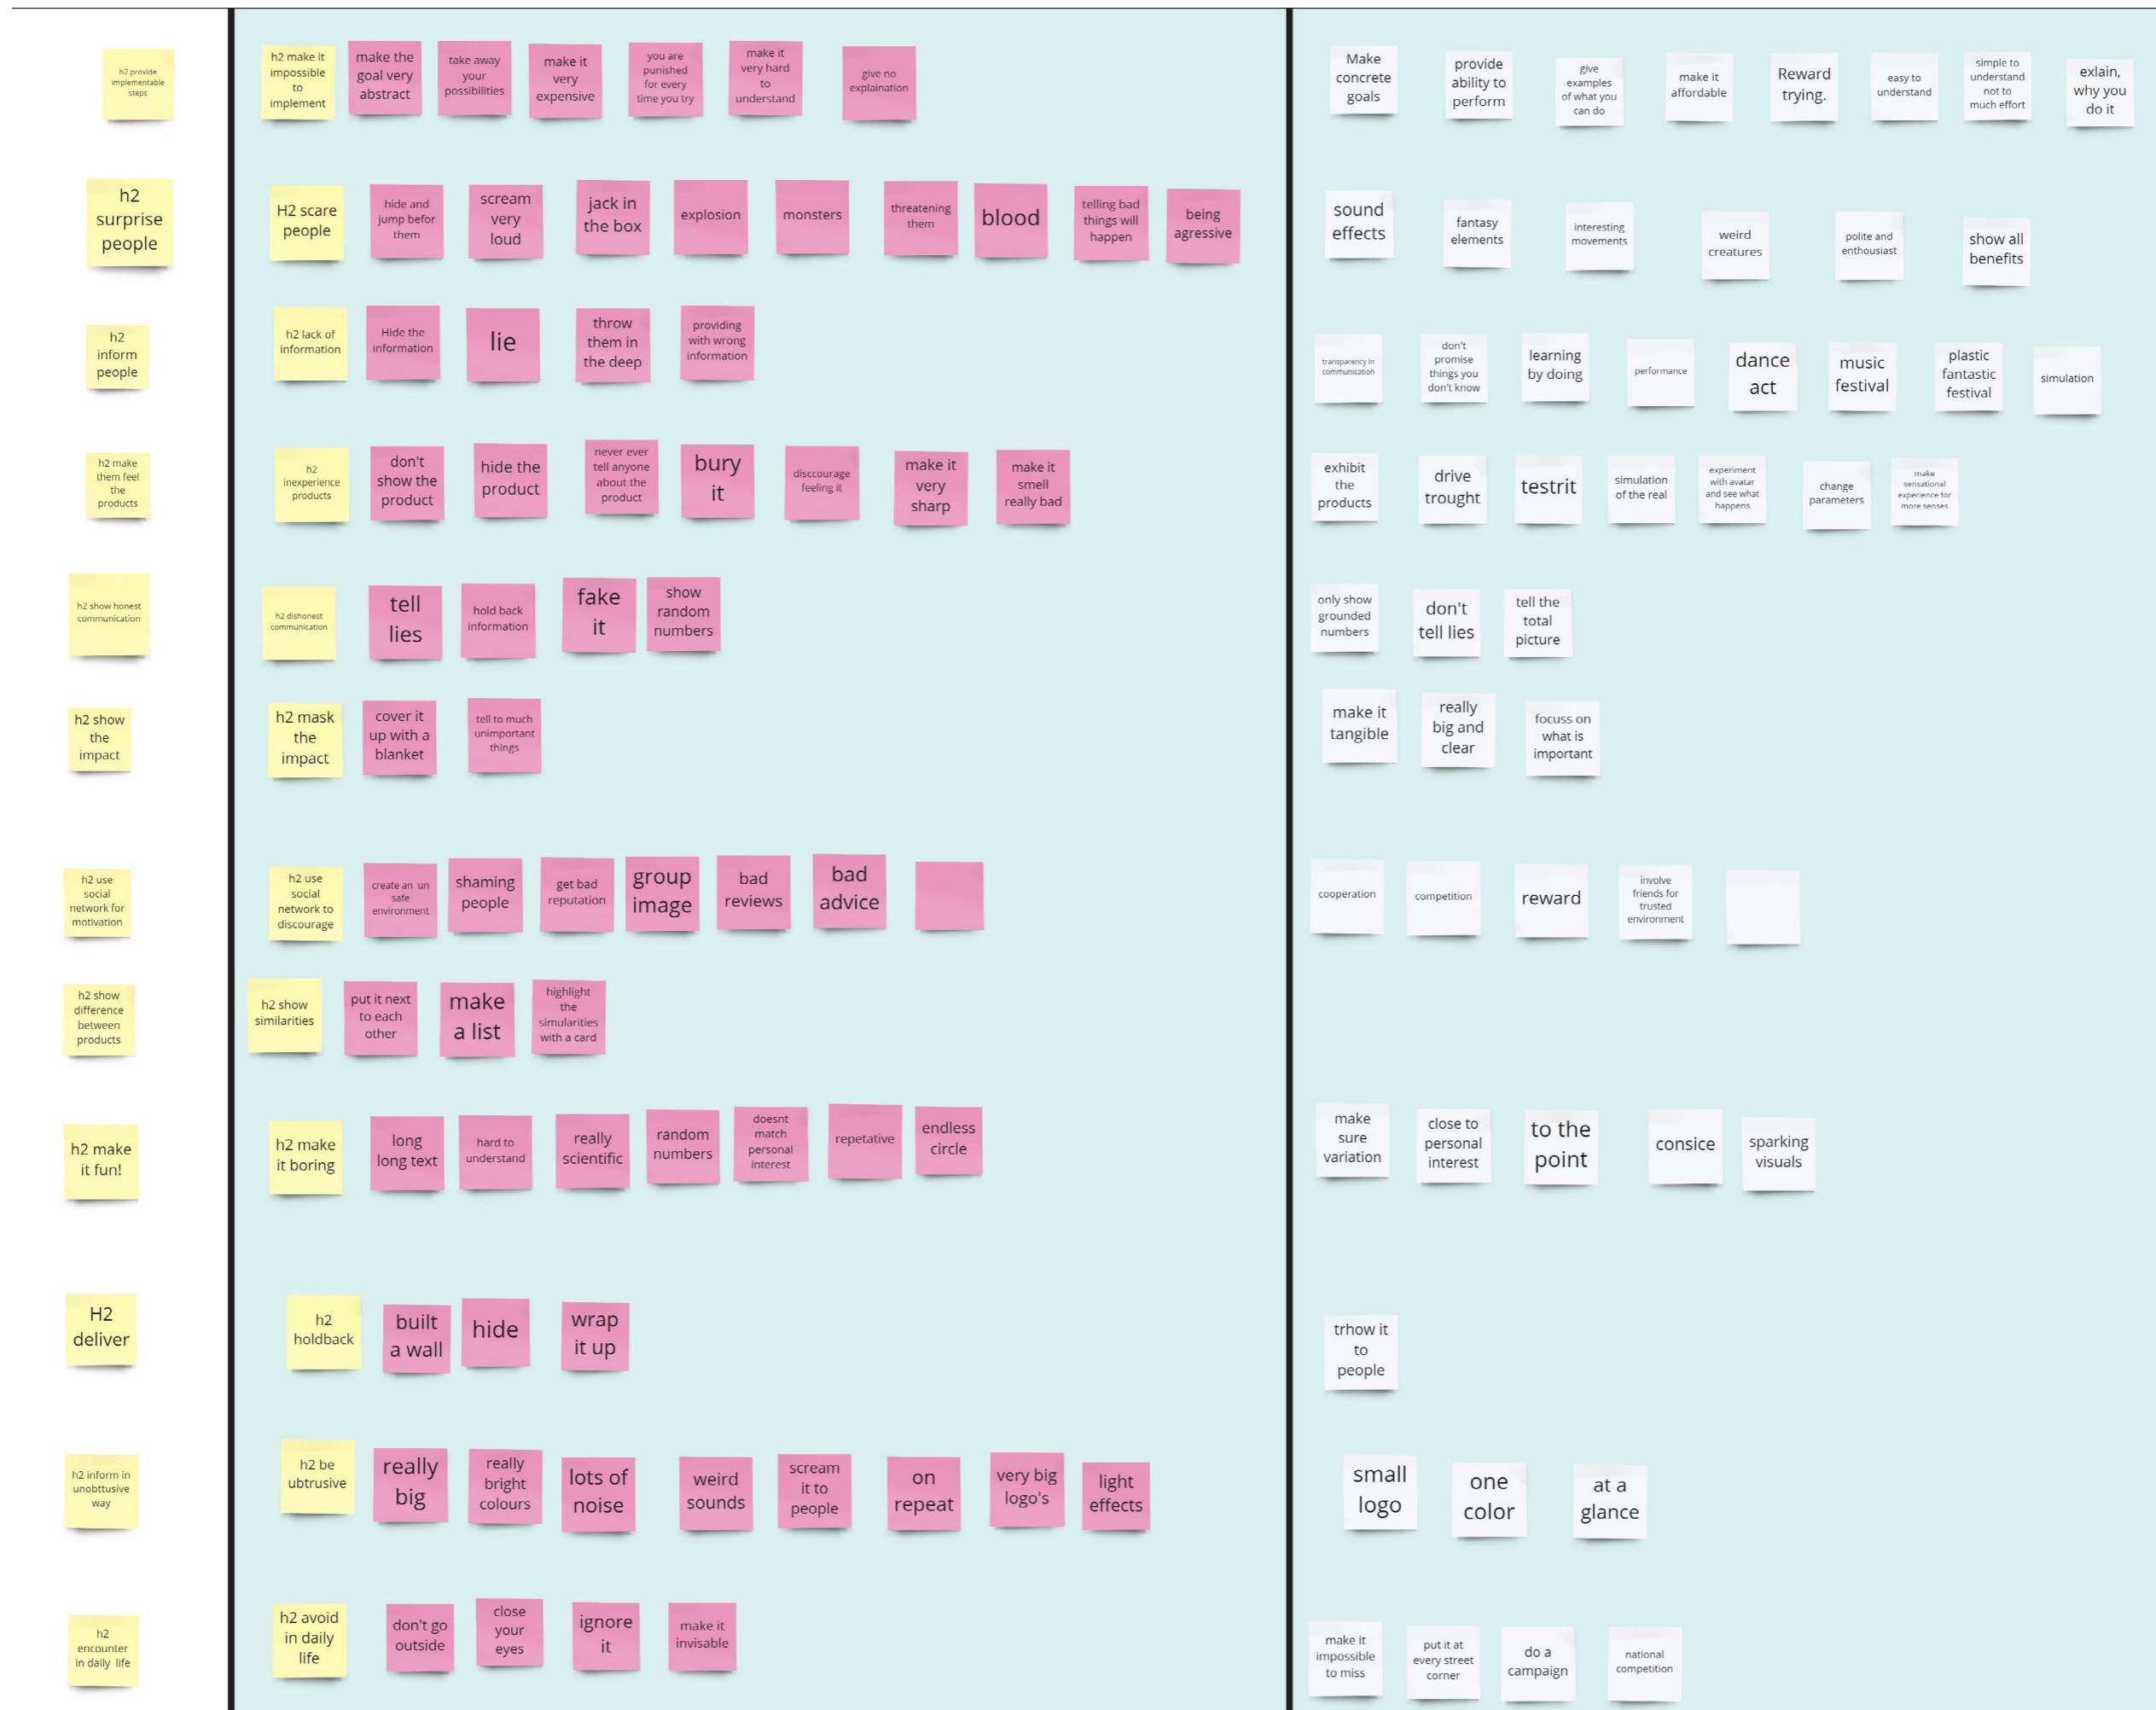 h2 provide
implementable
steps
h2 make it
impossible
to
implement
make the
goal very
abstract
take away
your
possibilities
make it
very
expensive
you are
punished
for every
time you try
make it
very hard
to
understand
give no
explaination
Make
concrete
goals
provide
ability to
perform
give
examples
of what you
can do
make it
affordable
Reward
trying.
easy to
understand
simple to
understand
not to
much effort
exlain,
why you
do it
h2
surprise
people
H2 scare
people
hide and
jump befor
them
scream
very
loud
jack in
the box
explosion
monsters
threatening
them
blood
telling bad
things will
happen
being
agressive
sound
effects
fantasy
elements
interesting
movements
weird
creatures
polite and
enthousiast
show all
benefits
h2
inform
people
h2 lack of
information
Hide the
information
lie
throw
them in
the deep
providing
with wrong
information
transparency in
communication
don't
promise
things you
don't know
learning
by doing
performance
dance
act
music
festival
plastic
fantastic
festival
simulation
h2 make
them feel
the
products
h2
inexperience
products
don't
show the
product
hide the
product
never ever
tell anyone
about the
product
bury
it
disccourage
feeling it
make it
very
sharp
make it
smell
really bad
exhibit
the
products
drive
trought
testrit
simulation
of the real
experiment
with avatar
and see what
happens
change
parameters
make
sensational
experience for
more senses
h2 show honest
communication
h2 dishonest
communication
tell
lies
hold back
information
fake
it
show
random
numbers
only show
grounded
numbers
don't
tell lies
tell the
total
picture
h2 show
the
impact
h2 mask
the
impact
cover it
up with a
blanket
tell to much
unimportant
things
make it
tangible
really
big and
clear
focuss on
what is
important
h2 use
social
network for
motivation
h2 use
social
network to
discourage
create an un
safe
environment
shaming
people
get bad
reputation
group
image
bad
reviews
bad
advice
cooperation
competition
reward
involve
friends for
trusted
environment
h2 show
difference
between
products
h2 show
similarities
put it next
to each
other
make
a list
highlight
the
simularities
with a card
h2 make
it fun!
h2 make
it boring
long
long text
hard to
understand
really
scientific
random
numbers
doesnt
match
personal
interest
repetative
endless
circle
make
sure
variation
close to
personal
interest
to the
point
consice
sparking
visuals
H2
deliver
h2
holdback
built
a wall
hide
wrap
it up
trhow it
to
people
h2 inform in
unobttusive
way
h2 be
ubtrusive
really
big
really
bright
colours
lots of
noise
weird
sounds
scream
it to
people
on
repeat
very big
logo's
light
effects
small
logo
one
color
at a
glance
h2
encounter
in daily life
h2 avoid
in daily
life
don't go
outside
close
your
eyes
ignore
it
make it
invisable
make it
impossible
to miss
put it at
every street
corner
do a
campaign
national
competition